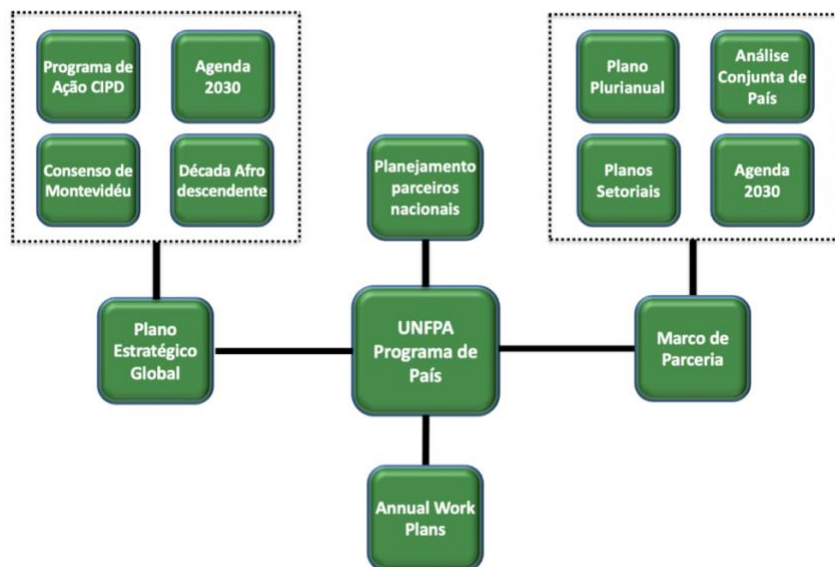 Programa de
Ação CIPD
Agenda
2030
Consenso de
Montevidéu
Década Afro
descendente
Plano
Estratégico
Global
Planejamento
parceiros
nacionais
UNFPA
Programa de
País
Annual Work
Plans
Plano
Plurianual
Análise
Conjunta de
País
Planos
Setoriais
Agenda
2030
Marco de
Parceria